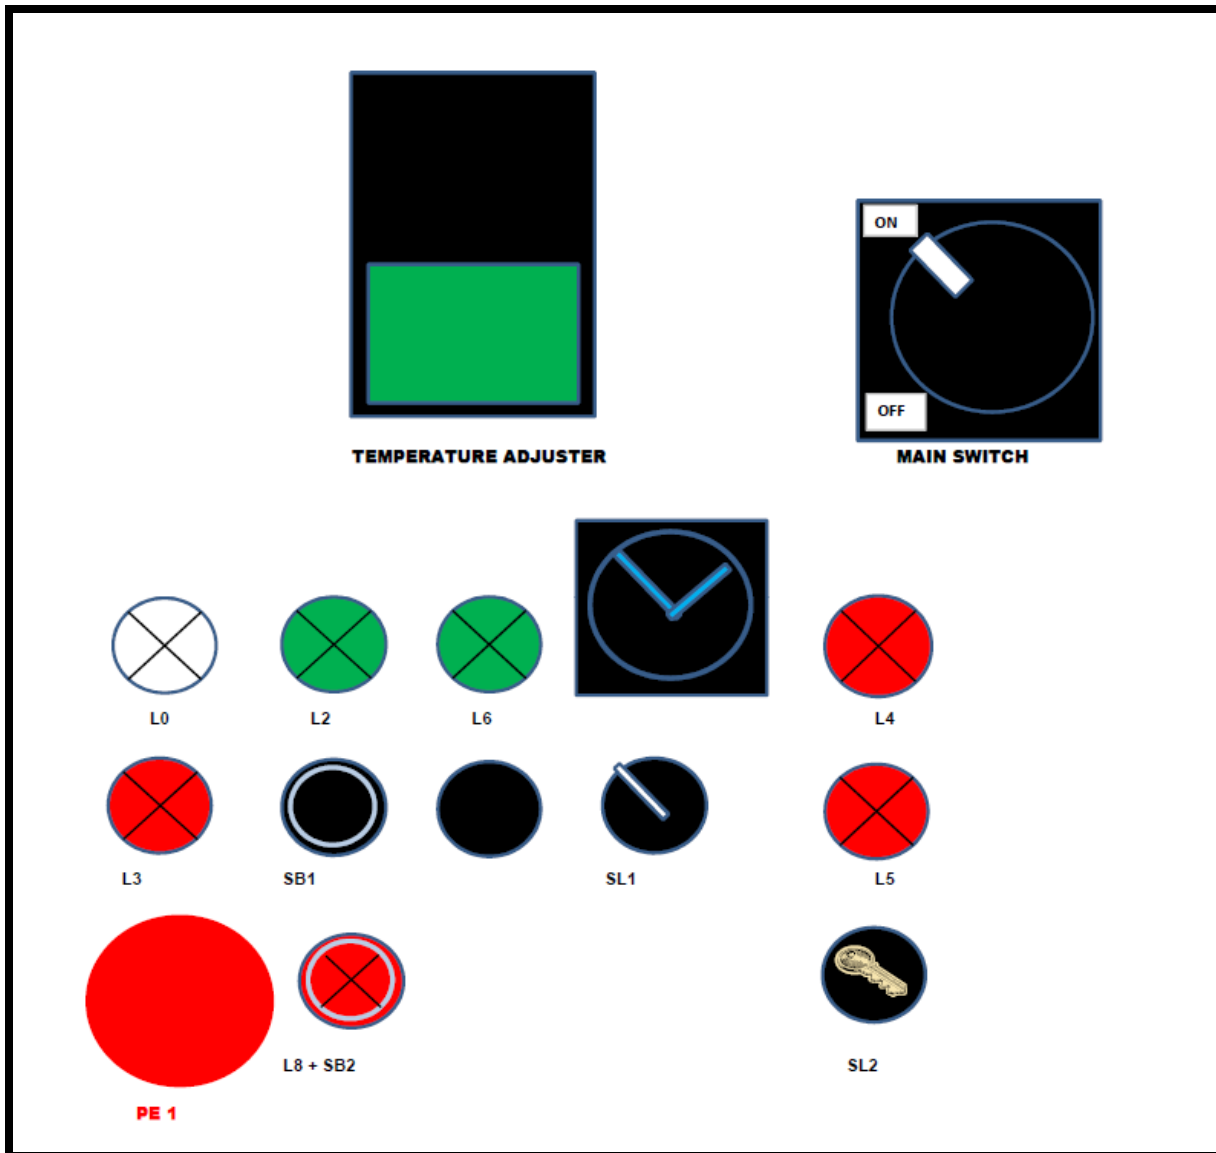 ON
OFF
TEMPERATURE ADJUSTER
MAIN SWITCH
L0
L2
L6
L4
L3
SB1
SL1
L5
L8 + SB2
SL2
PE 1